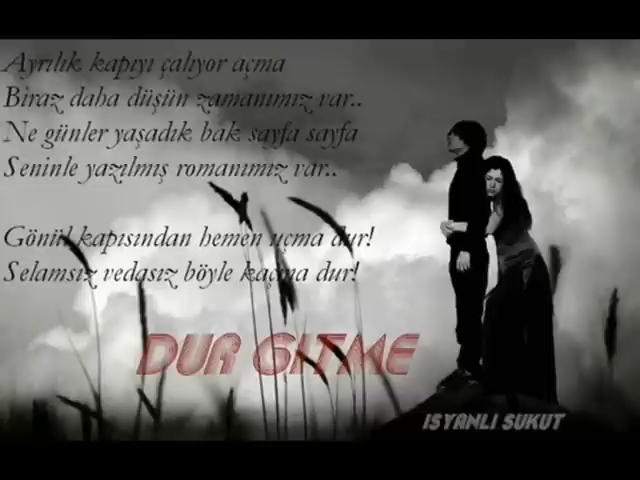 Ayrılık kapıyı çalıyor açma
Biraz daha düşün zamanımız var..
Ne günler yaşadık bak sayfa sayfa
Seninle yazılmış romanımız var..
Gönül kapısından hemen uçma dur!
Selamsız vedasız böyle kaçma dur!
DUR GITME
ISYANLI SUKUT